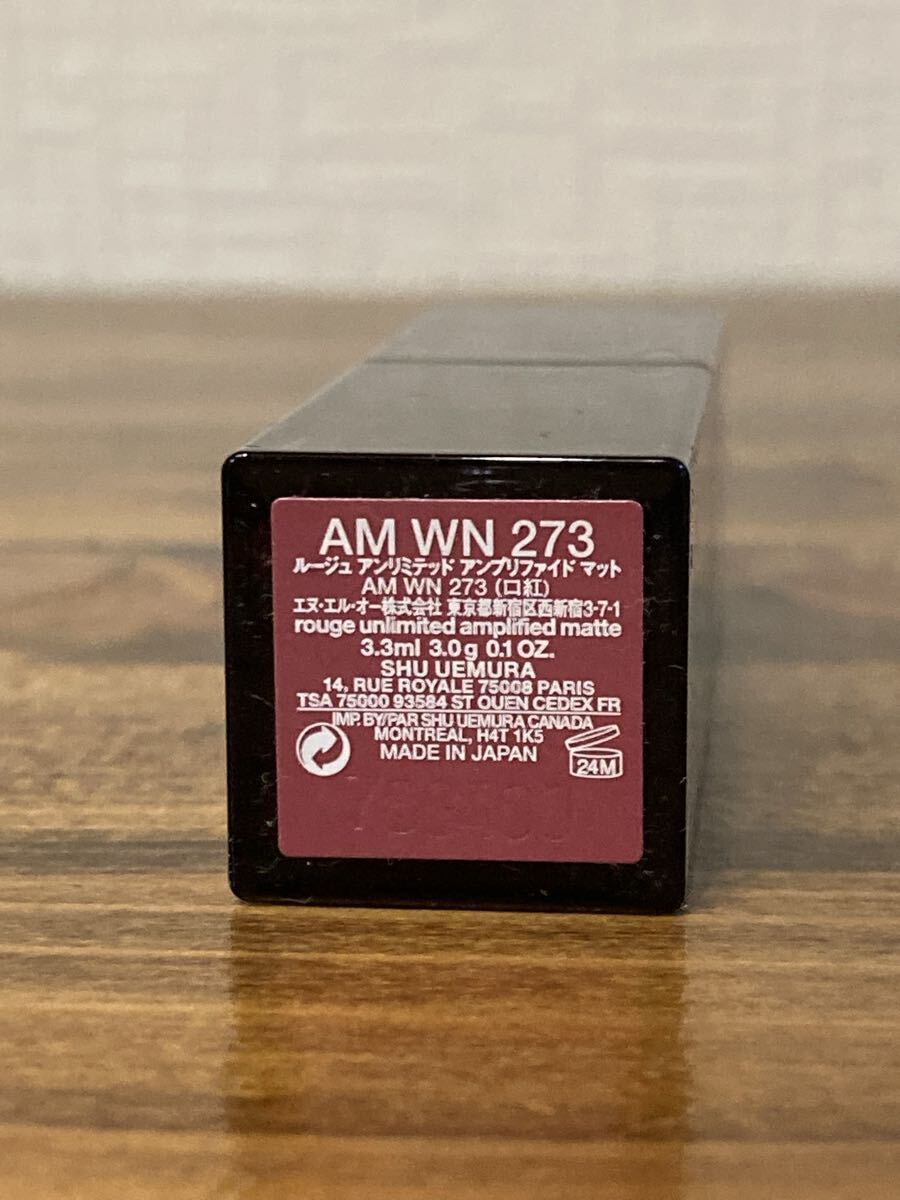 AM WN 273
ルージュ アンリミテッド アンプリファイド マット
AM WN 273 (口紅)
エヌ・エル・オー株式会社 東京都新宿区西新宿3-7-1
rouge unlimited amplified matte
3.3ml 3.0g 0.1 OZ.
SHU UEMURA
14, RUE ROYALE 75008 PARIS
TSA 75000 93584 ST OUEN CEDEX FR
IMP. BY/PAR SHU UEMURA CANADA
MONTREAL, H4T 1K5
MADE IN JAPAN
24M